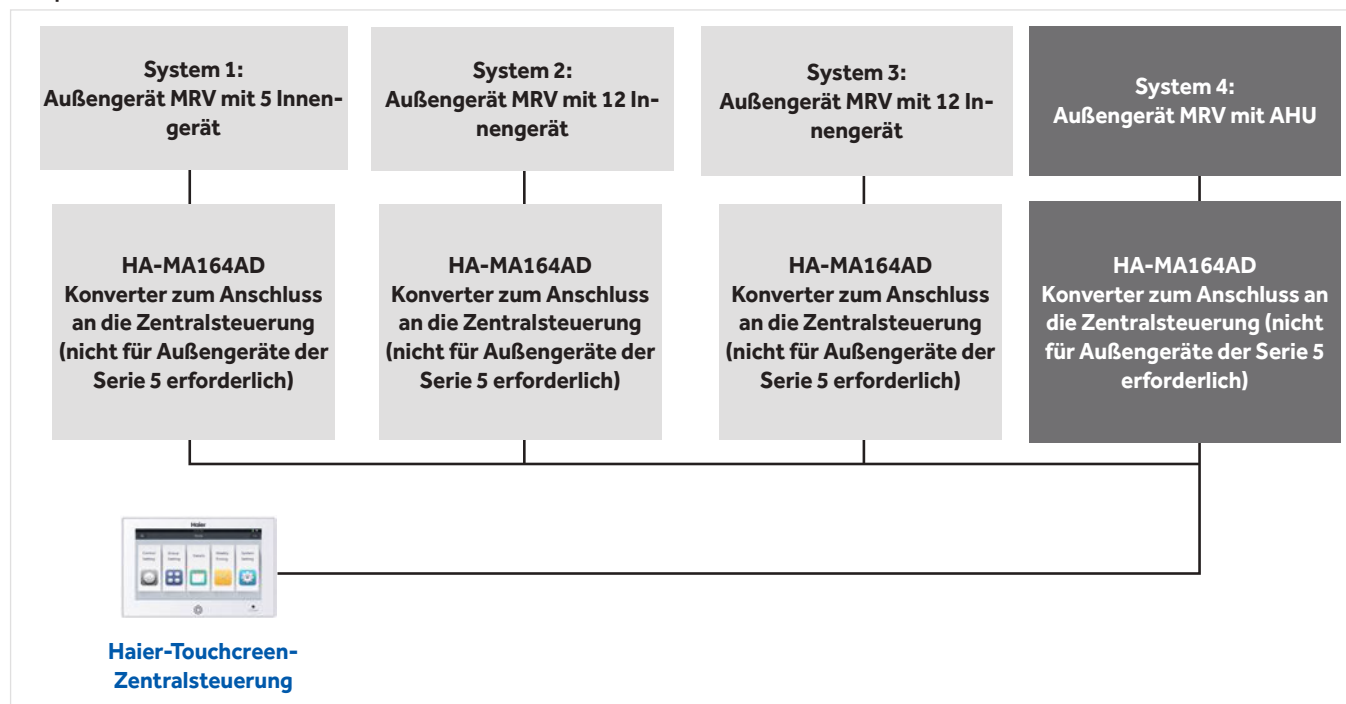 System 1:
Außengerät MRV mit 5 Innen-
gerät
System 2:
Außengerät MRV mit 12 In-
nengerät
System 3:
Außengerät MRV mit 12 In-
nengerät
System 4:
Außengerät MRV mit AHU
HA-MA164AD
Konverter zum Anschluss
an die Zentralsteuerung
(nicht für Außengeräte der
Serie 5 erforderlich)
HA-MA164AD
Konverter zum Anschluss
an die Zentralsteuerung
(nicht für Außengeräte der
Serie 5 erforderlich)
HA-MA164AD
Konverter zum Anschluss
an die Zentralsteuerung
(nicht für Außengeräte der
Serie 5 erforderlich)
HA-MA164AD
Konverter zum Anschluss an
die Zentralsteuerung (nicht
für Außengeräte der Serie 5
erforderlich)
Haier
Haier-Touchcreen-
Zentralsteuerung